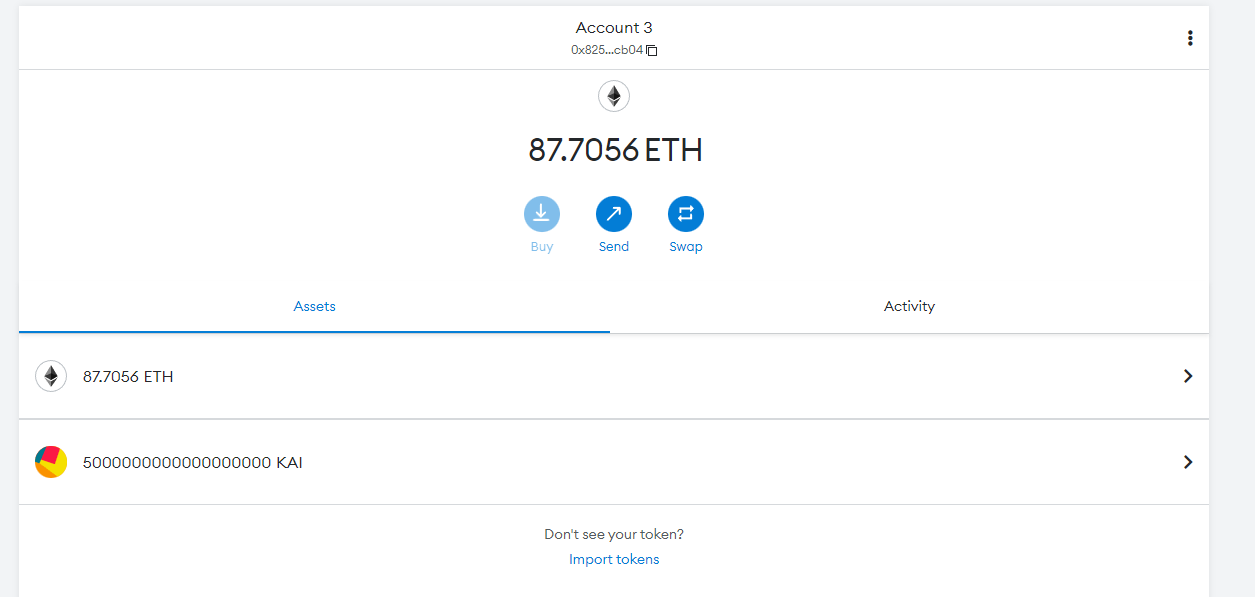 Account 3
0x825...cb04
87.7056 ETH
Buy
Send
Swap
Assets
Activity
87.7056 ETH
5000000000000000000 KAI
Don't see your token?
Import tokens